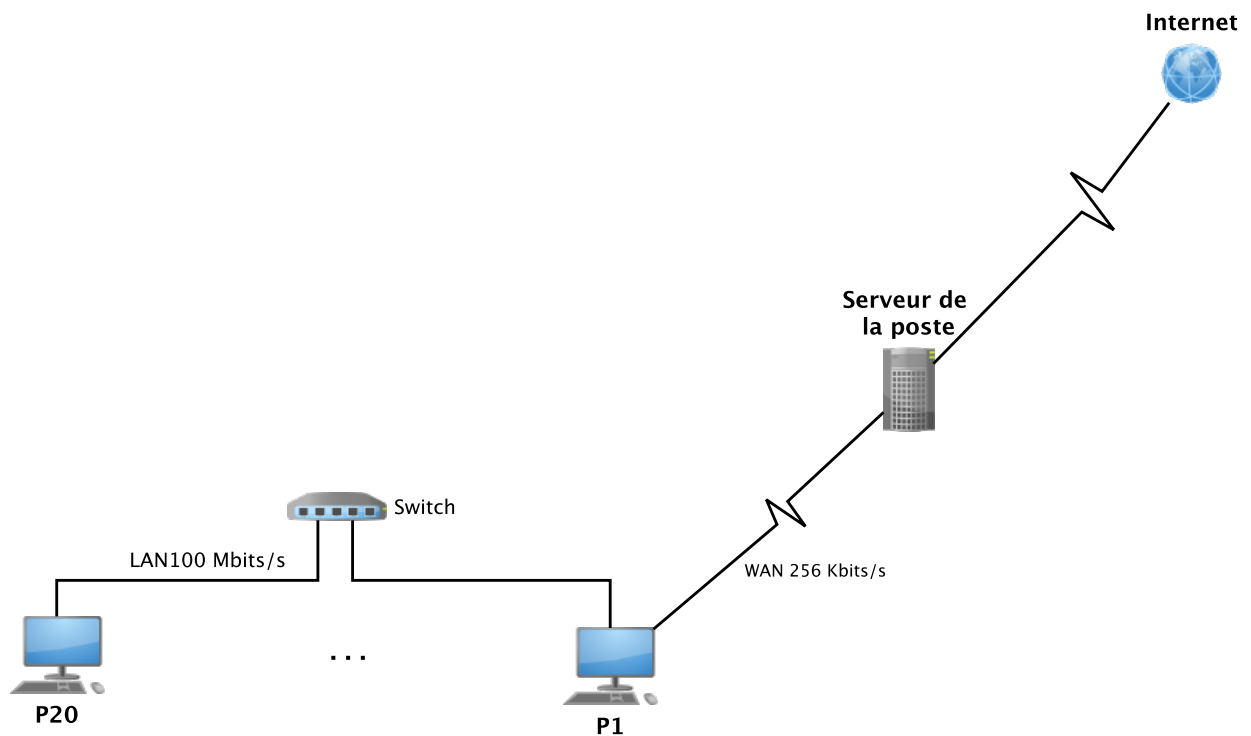 Internet
Serveur de
la poste
Switch
LAN100 Mbits/s
WAN 256 Kbits/s
...
P20
P1